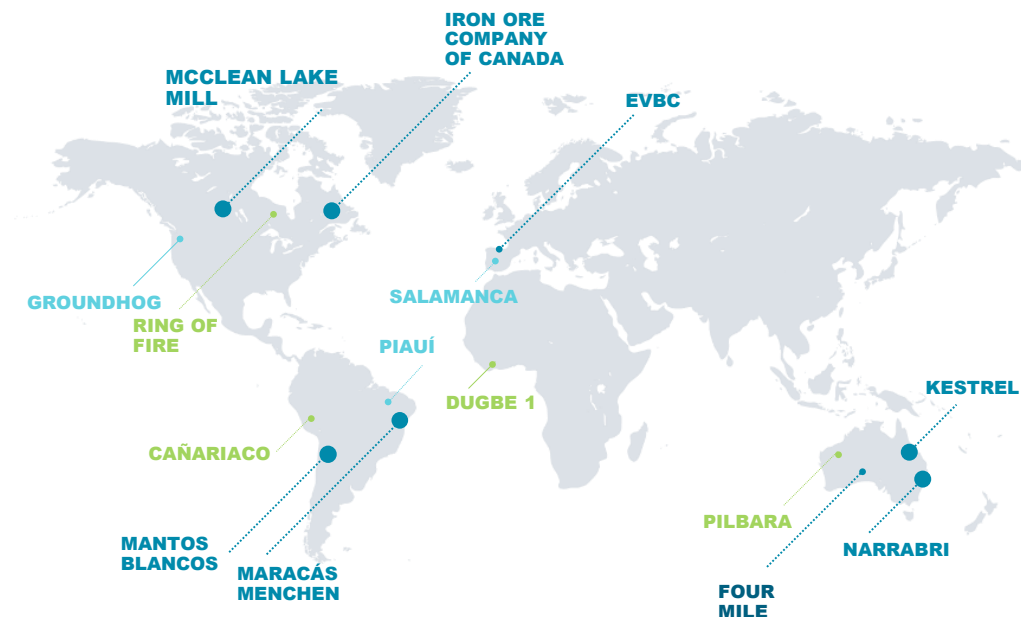 IRON ORE
COMPANY
OF CANADA
MCCLEAN LAKE
MILL
EVBC
GROUNDHOG
SALAMANCA
RING OF
FIRE
PIAUÍ
DUGBE 1
KESTREL
CAÑARIACO
PILBARA
MANTOS
BLANCOS
NARRABRI
MARACÁS
MENCHEN
FOUR
MILE